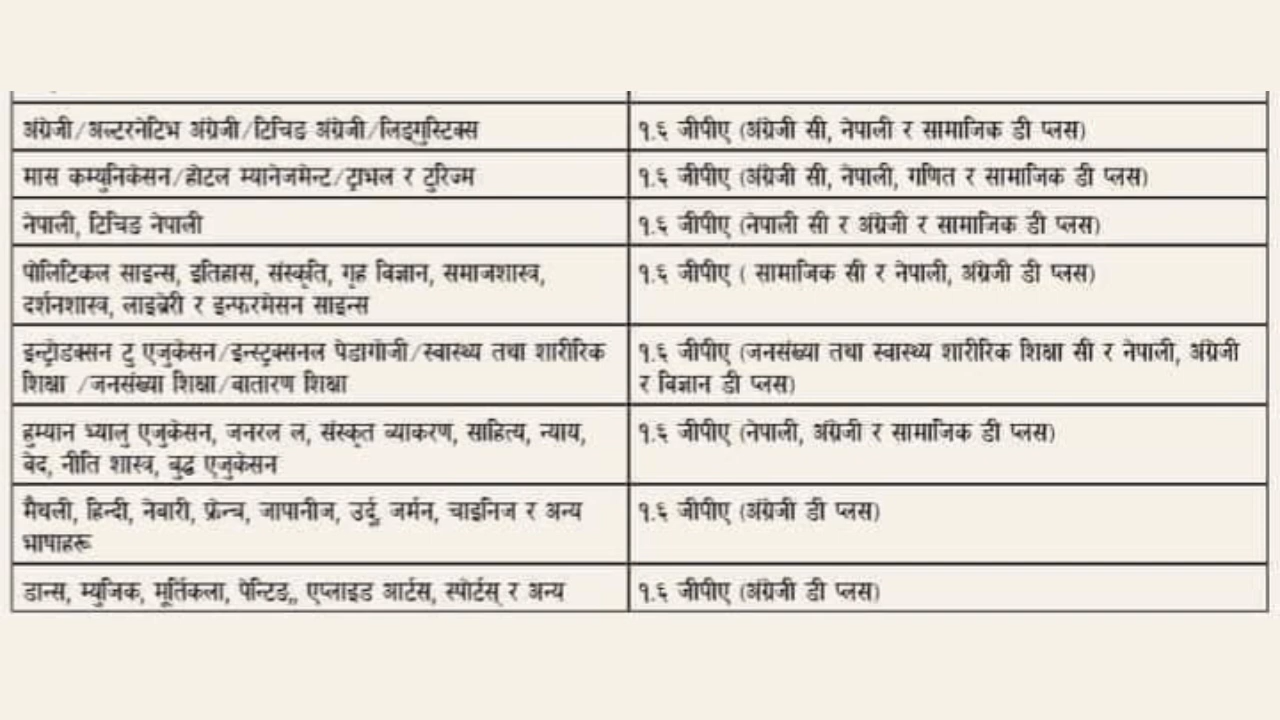 अंग्रेजी/अल्टरनेटिभ अंग्रेजी/टिचिङ अंग्रेजी/लिङ्गुस्टिक्स
१.६ जीपीए (अंग्रेजी सी, नेपाली र सामाजिक डी प्लस)
मास कम्युनिकेसन/होटल म्यानेजमेन्ट/ट्राभल र टुरिज्म
१.६ जीपीए (अंग्रेजी सी, नेपाली, गणित र सामाजिक डी प्लस)
नेपाली, टिचिङ नेपाली
१.६ जीपीए (नेपाली सी र अंग्रेजी र सामाजिक डी प्लस)
पोलिटिकल साइन्स, इतिहास, संस्कृति, गृह विज्ञान, समाजशास्त्र,
दर्शनशास्त्र, लाइब्रेरी र इन्फरमेसन साइन्स
१.६ जीपीए ( सामाजिक सी र नेपाली, अंग्रेजी डी प्लस)
इन्ट्रोडक्सन टु एजुकेसन/इन्स्ट्रक्सनल पेडागोजी/स्वास्थ्य तथा शारीरिक
शिक्षा /जनसंख्या शिक्षा/बातारण शिक्षा
१.६ जीपीए (जनसंख्या तथा स्वास्थ्य शारीरिक शिक्षा सी र नेपाली, अंग्रेजी
र विज्ञान डी प्लस)
हुम्यान भ्यालु एजुकेसन, जनरल ल, संस्कृत व्याकरण, साहित्य, न्याय,
वेद, नीति शास्त्र, बुद्ध एजुकेसन
१.६ जीपीए (नेपाली, अंग्रेजी र सामाजिक डी प्लस)
मैथली, हिन्दी, नेवारी, फ्रेन्च, जापानीज, उर्दू, जर्मन, चाइनिज र अन्य
भाषाहरू
१.६ जीपीए (अंग्रेजी डी प्लस)
डान्स, म्युजिक, मूर्तिकला, पेन्टिङ,, एप्लाइड आर्टस, स्पोर्टस् र अन्य
१.६ जीपीए (अंग्रेजी डी प्लस)